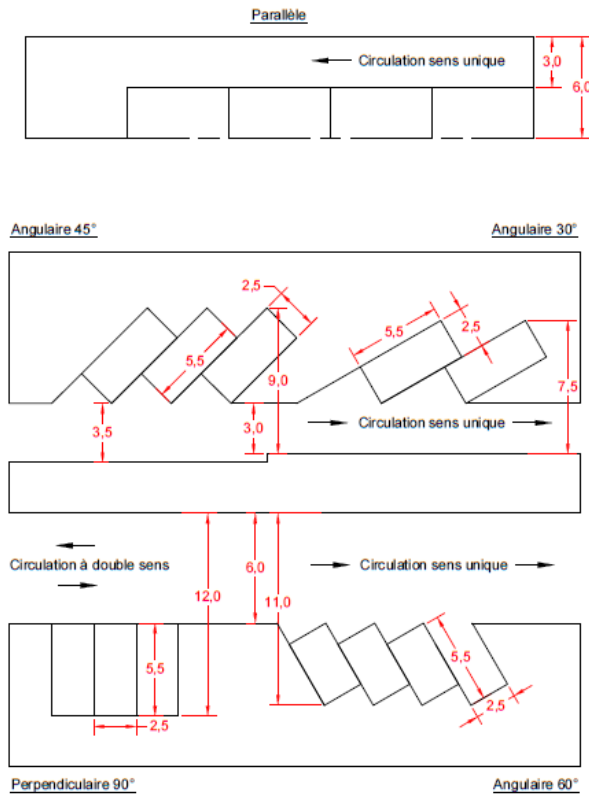 Parallèle
Circulation sens unique
3,0
6,0
Angulaire 45°
Angulaire 30°
2,5
5,5
2,5
5,5
9,0
7,5
3,5
3,0
Circulation sens unique
Circulation à double sens
6,0
Circulation sens unique
12,0
11,0
5,5
5,5
2,5
2,5
Perpendiculaire 90°
Angulaire 60°